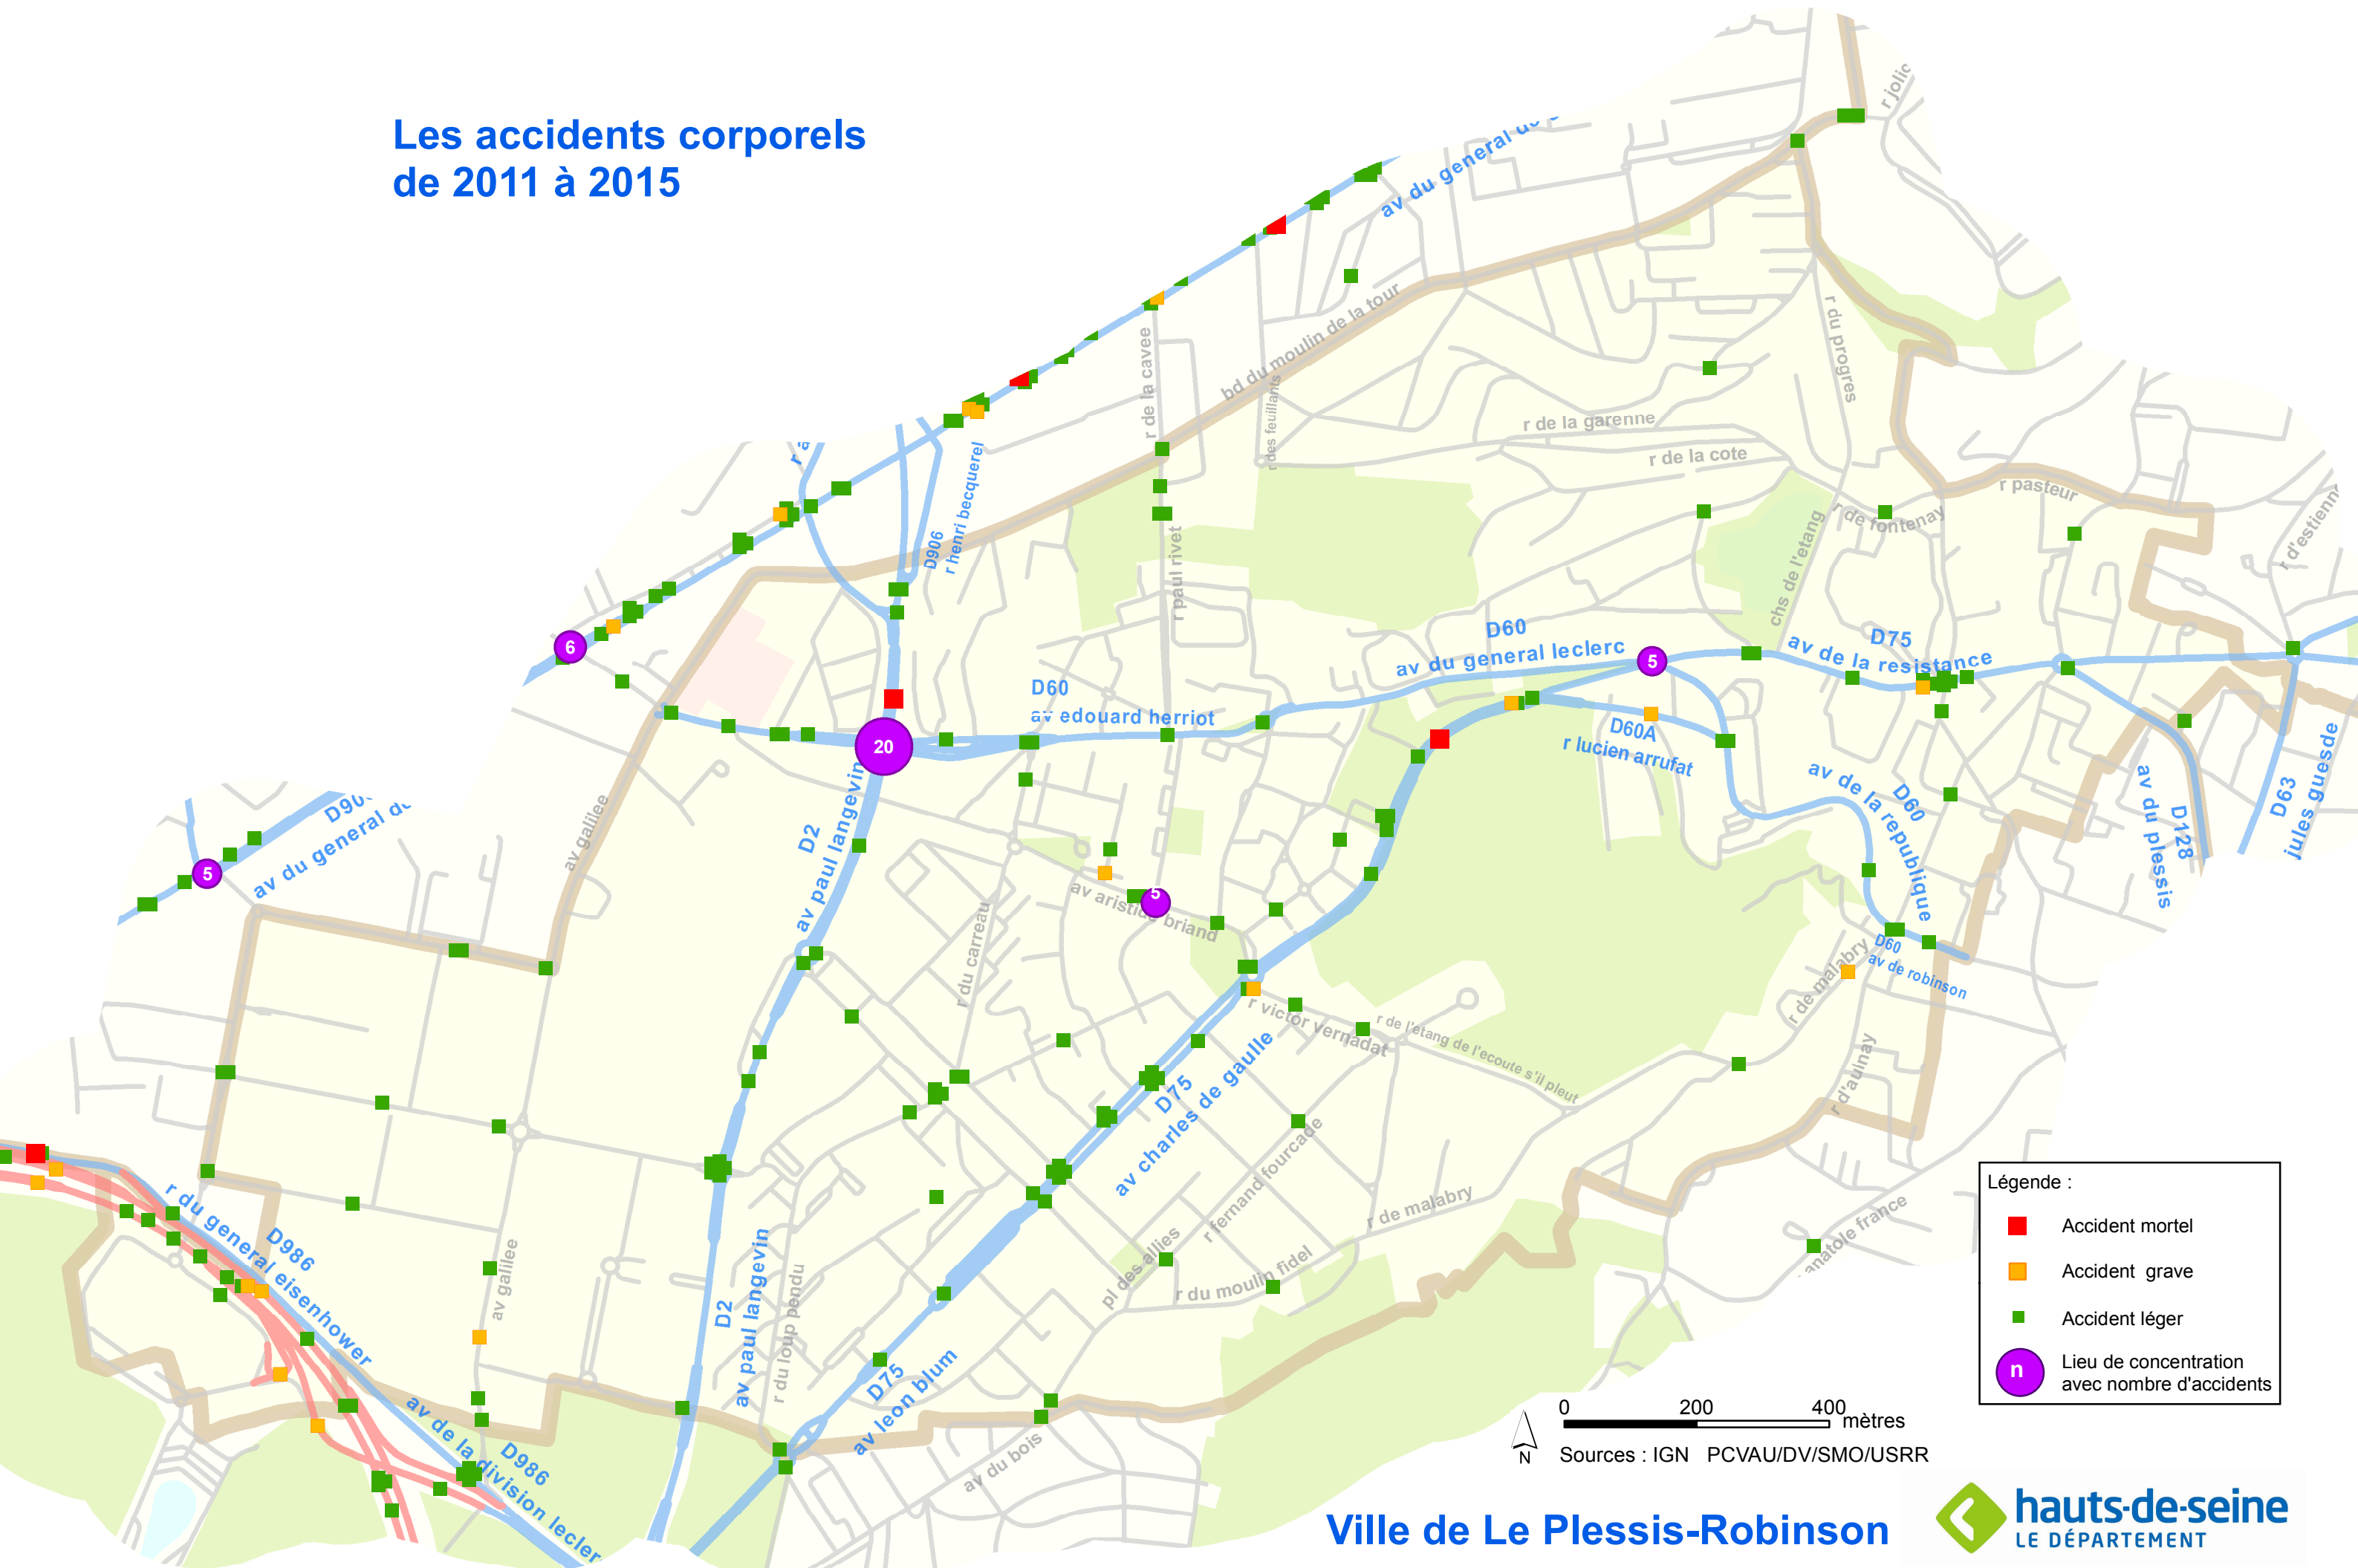 Les accidents corporels
de 2011 à 2015
av du general
r jolic
r du progres
bd du moulin de la tour
r de la cavee
r des feuillants
r de la garenne
r de la cote
r pasteur
r d'estienne
r de fontenay
chs de l'etang
D906
r henri becquerel
r paul rivet
6
D60
av du general leclerc
5
D75
av de la resistance
D60
av edouard herriot
20
D60A
r lucien arrufat
D63
jules guesde
D128
av du plessis
av de la republique
D60
av du general de
5
av galilee
D2
av paul langevin
av aristide briand
5
r du carreau
D60
av de robinson
r de malabry
r victor vernadat
r de l'etang de l'ecoute s'il pleut
r d'aulnay
D75
av charles de gaulle
r fernand fourcade
r de malabry
pl des allies
r du moulin fidel
anatole france
r du general eisenhower
D986
av galilee
D2
av paul langevin
r du loup pendu
D75
av leon blum
av du bois
av de la division lecler
D986
Légende :
Accident mortel
Accident grave
Accident léger
n
Lieu de concentration
avec nombre d'accidents
0 200 400
mètres
N
Sources : IGN PCVAU/DV/SMO/USRR
Ville de Le Plessis-Robinson
hauts-de-seine
LE DÉPARTEMENT